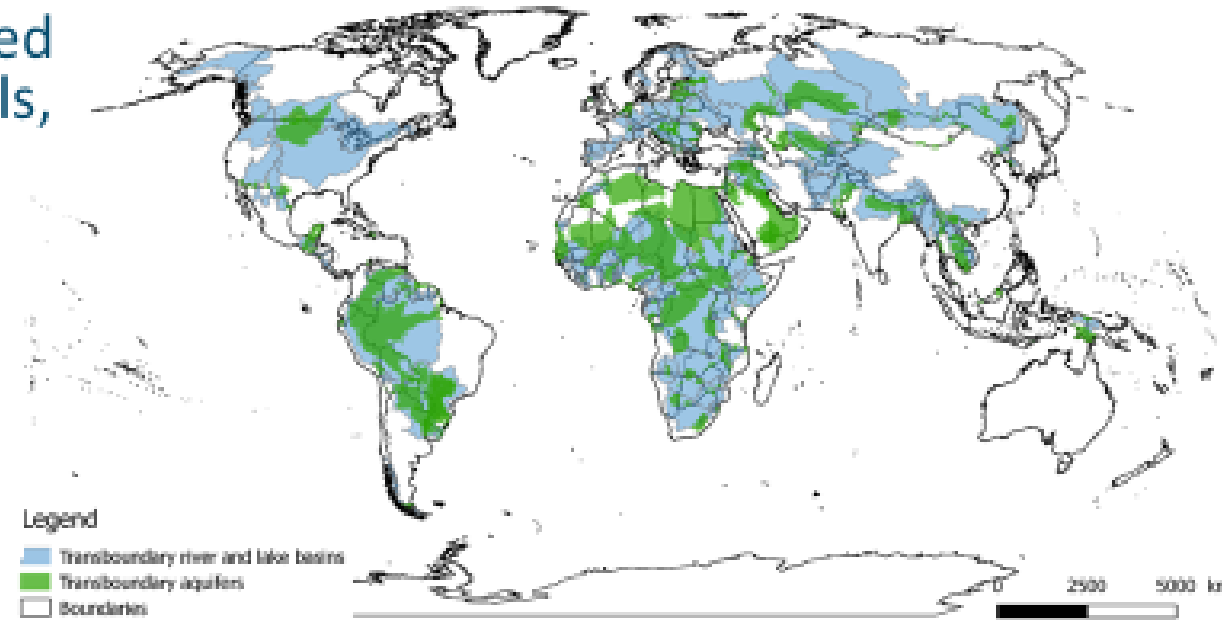 ed
ls,
Legend
Transboundary river and lake basins
Transboundary aquifers
Boundaries
0 2500 5000 k